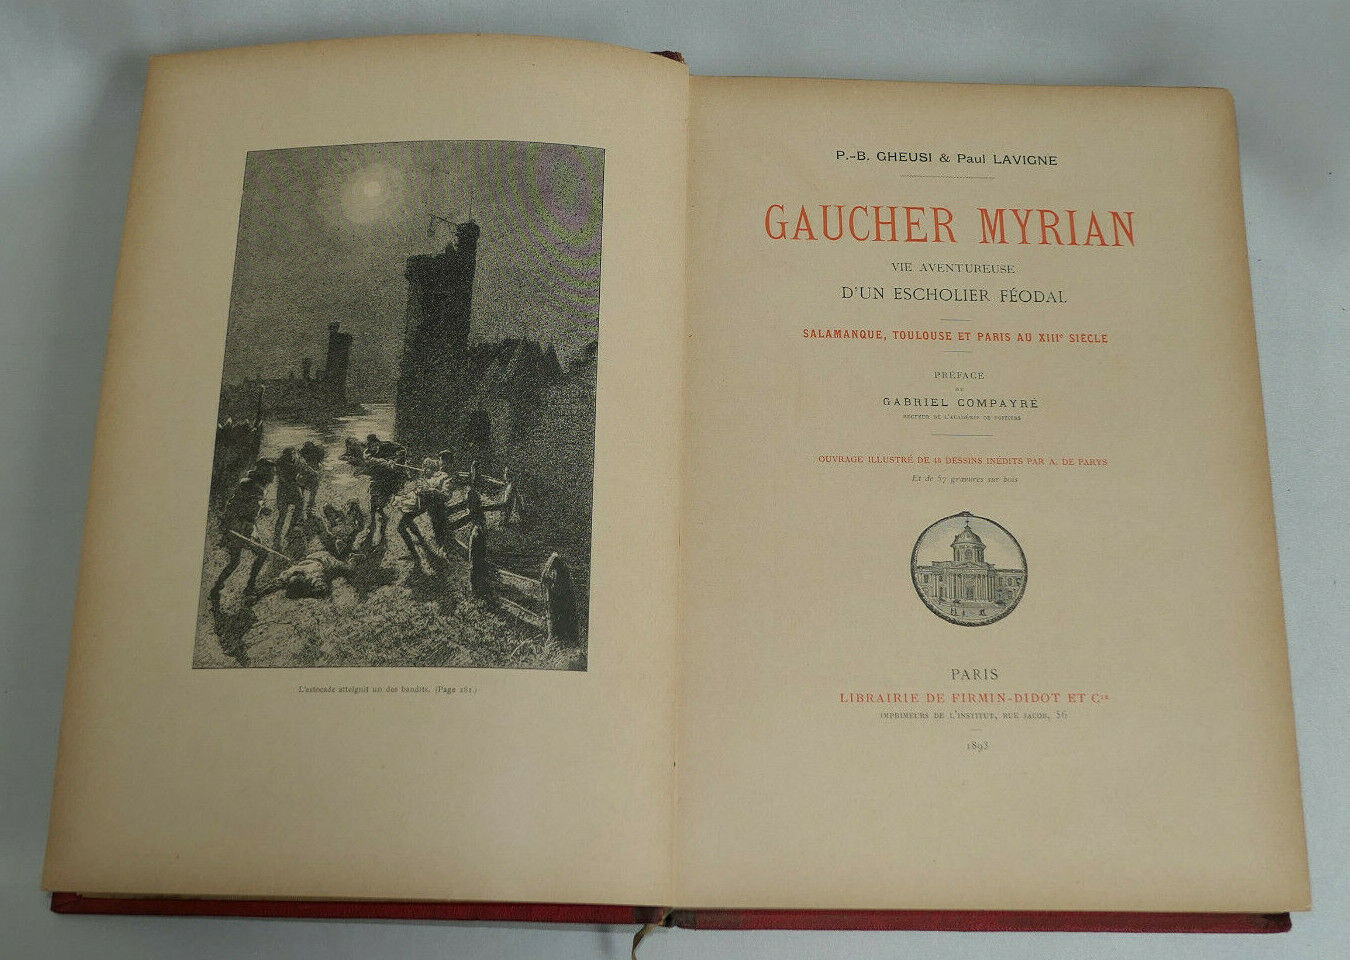 L'estocade atteignit un des bandits. (Page 181.)
P.-B. GHEUSI & Paul LAVIGNE
GAUCHER MYRIAN
VIE AVENTUREUSE
D'UN ESCHOLIER FÉODAL
SALAMANQUE, TOULOUSE ET PARIS AU XIIIe SIÈCLE
PRÉFACE
DE
GABRIEL COMPAYRÉ
RECTEUR DE L'ACADÉMIE DE POITIERS
OUVRAGE ILLUSTRÉ DE DESSINS INÉDITS PAR A. DE PARYS
Et de 57 gravures sur bois
PARIS
LIBRAIRIE DE FIRMIN-DIDOT ET Cie
IMPRIMEURS DE L'INSTITUT, RUE JACOB, 56
1893